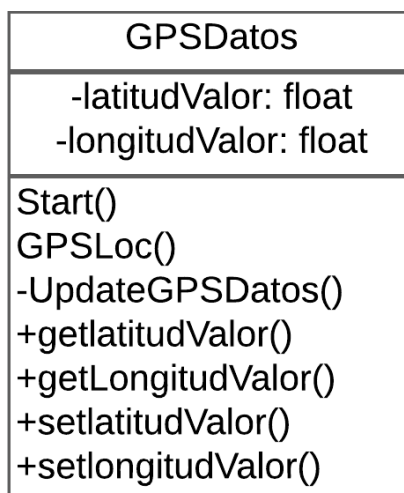 GPSDatos
-latitudValor: float
-longitudValor: float
Start()
GPSLoc()
-UpdateGPSDatos()
+getlatitudValor()
+getLongitudValor()
+setlatitudValor()
+setlongitudValor()